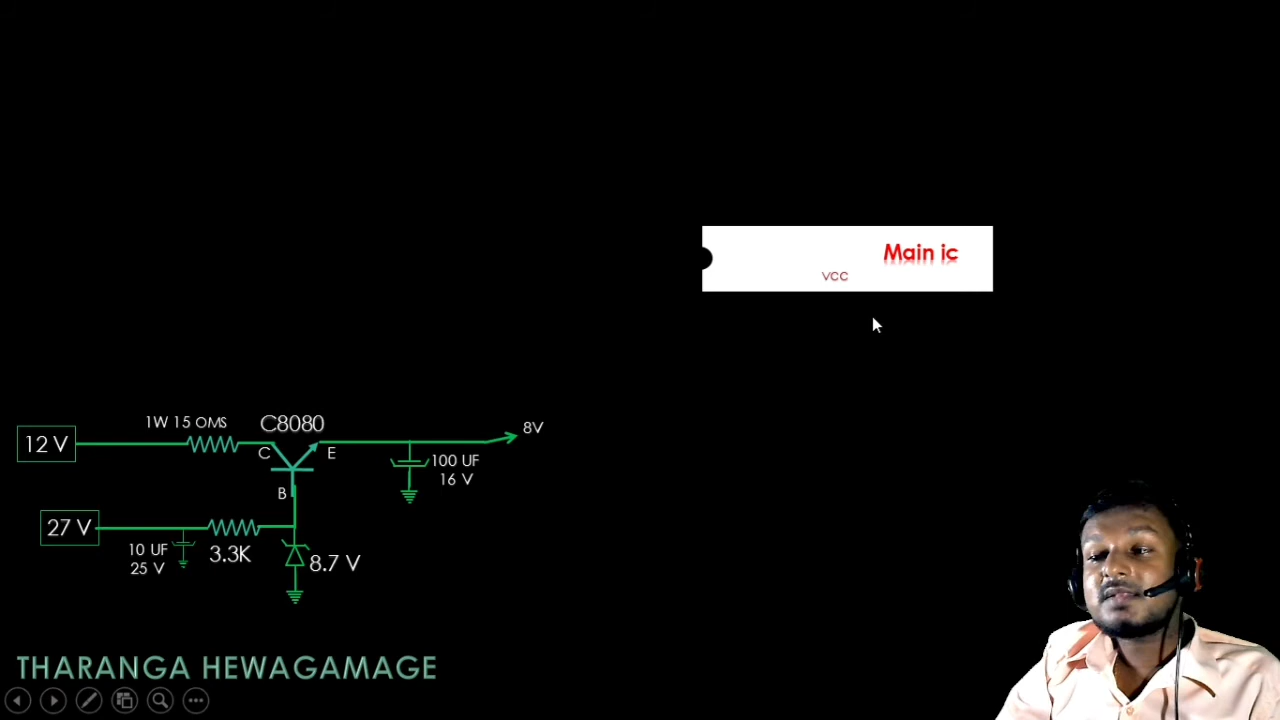 Main ic
vcc
1W 15 OMS
C8080
12 V
C
E
8V
100 UF
16 V
B
27 V
10 UF
25 V
3.3K
8.7 V
THARANGA HEWAGAMAGE